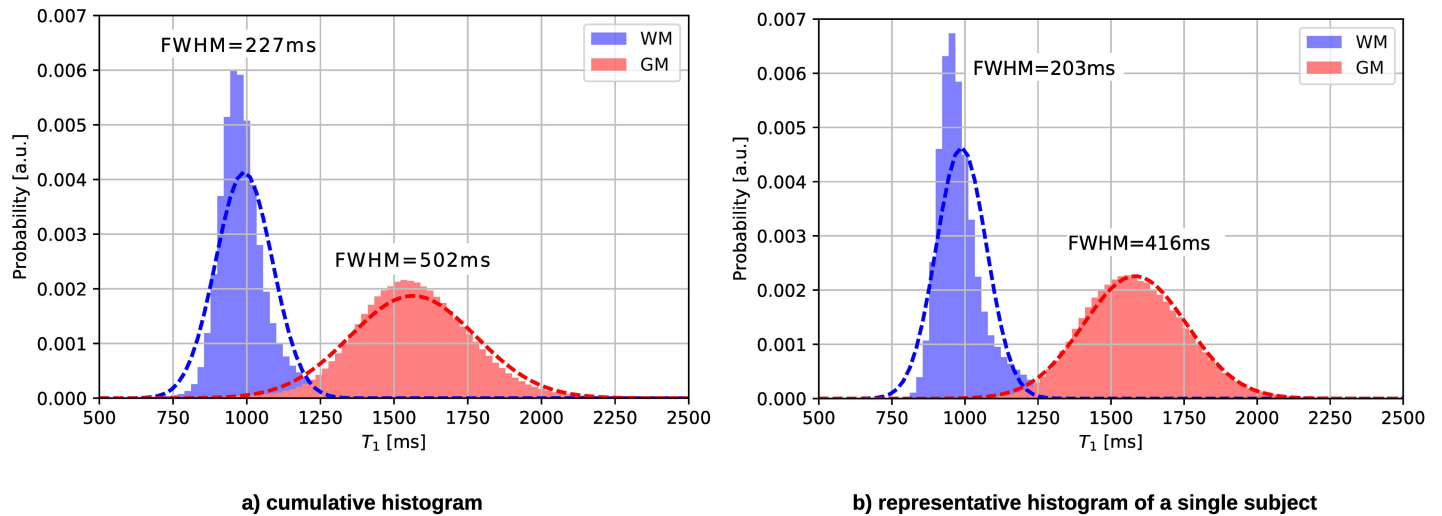 0.007
0.006
0.005
0.004
0.003
0.002
0.001
0.000
Probability [a.u.]
FWHM=227ms
FWHM=502ms
WM
GM
500 750 1000 1250 1500 1750 2000 2250 2500
T1 [ms]
a) cumulative histogram
0.007
0.006
0.005
0.004
0.003
0.002
0.001
0.000
Probability [a.u.]
FWHM=203ms
FWHM=416ms
WM
GM
500 750 1000 1250 1500 1750 2000 2250 2500
T1 [ms]
b) representative histogram of a single subject